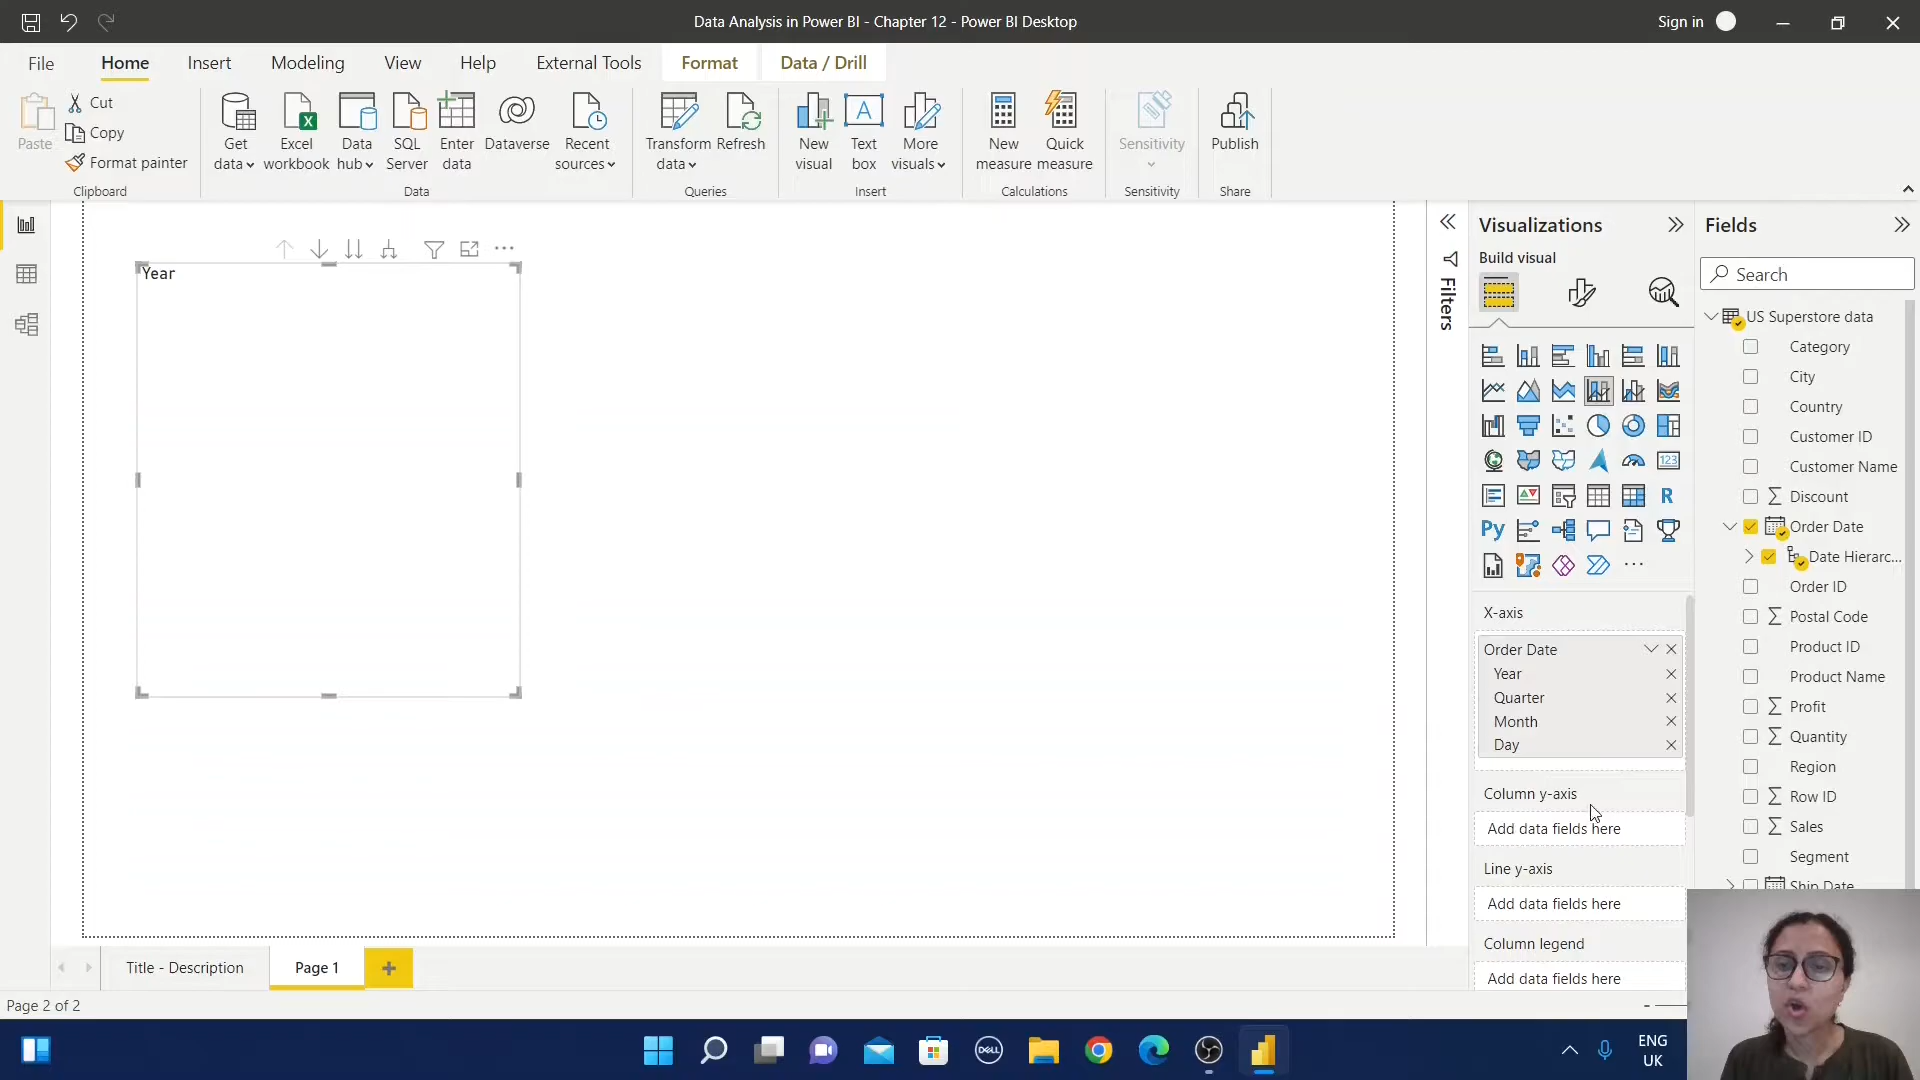 Data Analysis in Power BI - Chapter 12 - Power BI Desktop
Sign in
File
Home
Insert
Modeling
View
Help
External Tools
Format
Data / Drill
Paste
Cut
Copy
Format painter
Clipboard
Get
data
Excel
workbook
Data
hub
SQL
Server
Enter
data
Dataverse
Recent
sources
Data
Transform
data
Refresh
Queries
New
visual
Text
box
More
visuals
Insert
New
measure
Quick
measure
Calculations
Sensitivity
Sensitivity
Publish
Share
Year
Filters
Visualizations
Build visual
123
R
Py
X-axis
Order Date
Year
Quarter
Month
Day
Column y-axis
Add data fields here
Line y-axis
Add data fields here
Column legend
Add data fields here
Fields
Search
US Superstore data
Category
City
Country
Customer ID
Customer Name
Discount
Order Date
Date Hierarc...
Order ID
Postal Code
Product ID
Product Name
Profit
Quantity
Region
Row ID
Sales
Segment
Ship Date
Title - Description
Page 1
Page 2 of 2
DELL
ENG
UK